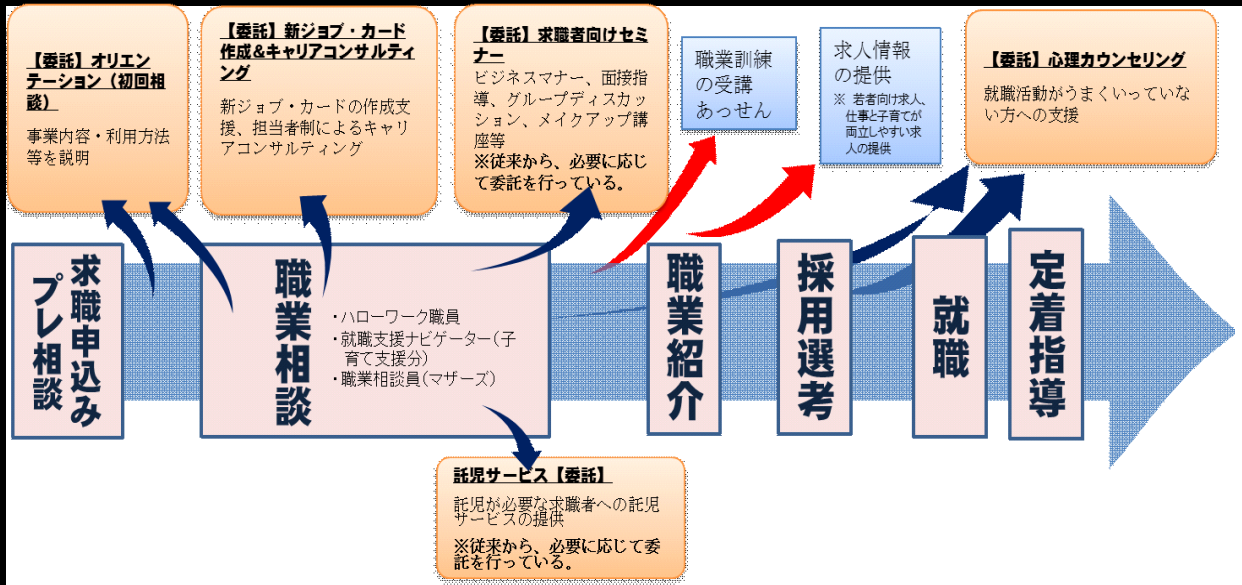 【委託】オリエン
テーション（初回相
談）
事業内容・利用方法
等を説明
【委託】新ジョブ・カード
作成&キャリアコンサルティ
ング
新ジョブ・カードの作成支
援、担当者制によるキャリ
アコンサルティング
【委託】求職者向けセミ
ナー
ビジネスマナー、面接指
導、グループディスカッ
ション、メイクアップ講
座等
※従来から、必要に応じ
て委託を行っている。
職業訓練
の受講
あっせん
求人情報
の提供
※ 若者向け求人、
仕事と子育てが
両立しやすい求
人の提供
【委託】心理カウンセリング
就職活動がうまくいっていな
い方への支援
求職申込み
プレ相談
職業相談
・ハローワーク職員
・就職支援ナビゲーター(子
育て支援分)
・職業相談員(マザーズ)
職業紹介
採用選考
就職
定着指導
託児サービス【委託】
託児が必要な求職者への託児
サービスの提供
※従来から、必要に応じて委
託を行っている。